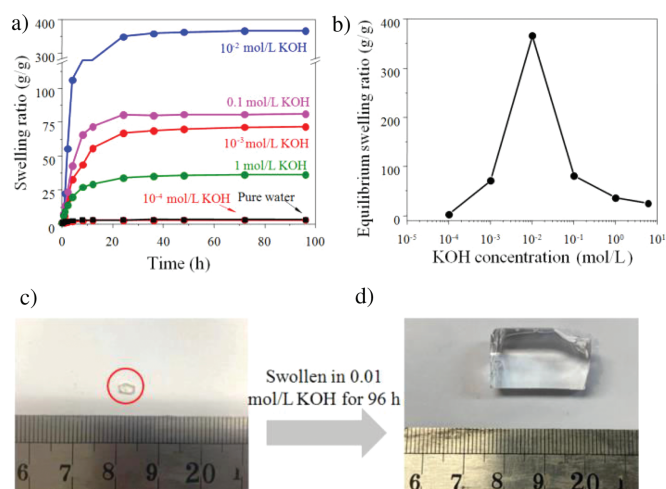 a)
Swelling ratio (g/g)
400
300
100
75
50
25
0
10⁻² mol/L KOH
0.1 mol/L KOH
10⁻³ mol/L KOH
1 mol/L KOH
10⁻⁴ mol/L KOH
Pure water
0 20 40 60 80 100
Time (h)
b)
Equilibrium swelling ratio (g/g)
400
300
200
100
0
10⁻⁵ 10⁻⁴ 10⁻³ 10⁻² 10⁻¹ 10⁰ 10¹
KOH concentration (mol/L)
c)
6 7 8 9 20 1
Swollen in 0.01
mol/L KOH for 96 h
d)
6 7 8 9 20 1